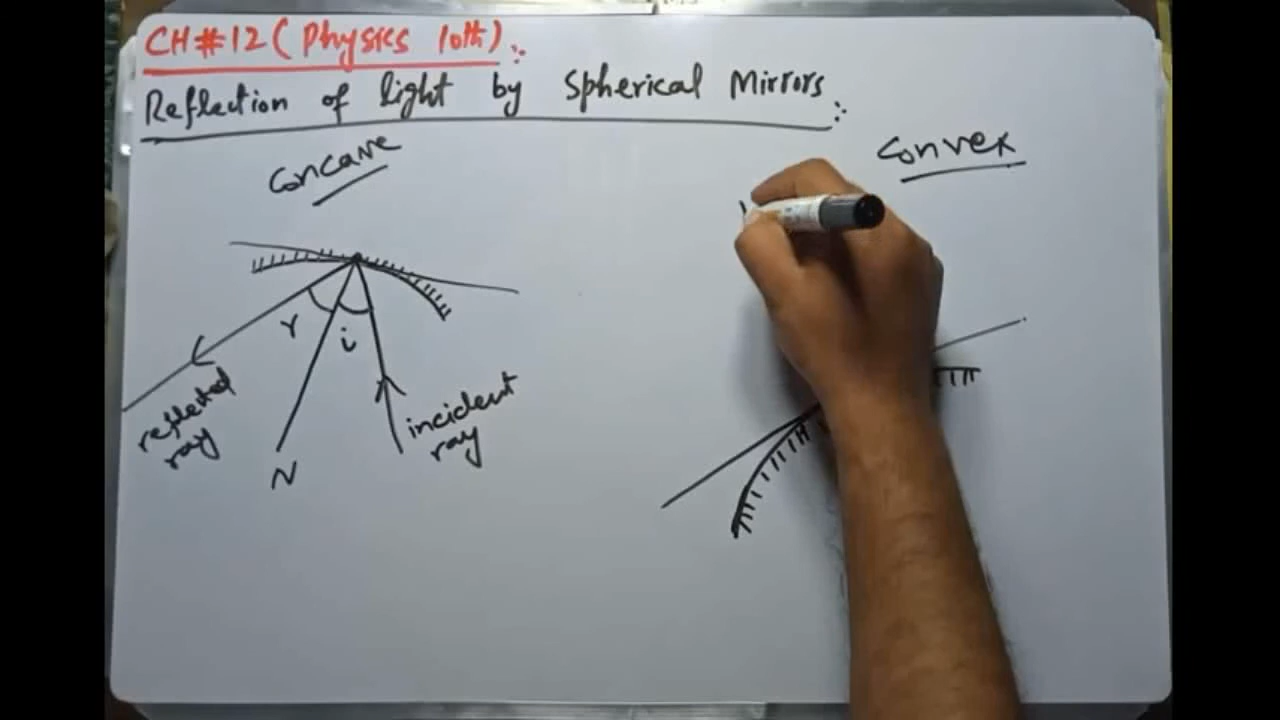 CH#12 (Physics 10th).:
Reflection of light by Spherical Mirrors.:
Concave
Convex
r
i
reflected
ray
N
incident
ray